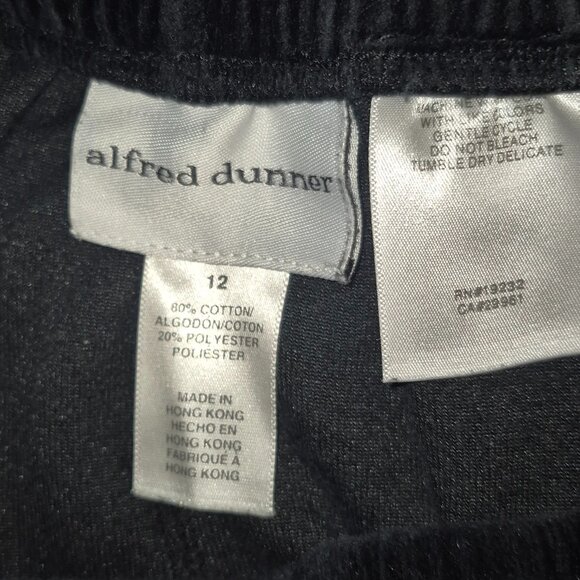 alfred dunner
12
80% COTTON/
ALGODON/COTON
20% POLYESTER
POLIESTER
MADE IN
HONG KONG
HECHO EN
HONG KONG
FABRIQUÉ À
HONG KONG
WITH LIKE COLORS
GENTLE CYCLE
DO NOT BLEACH
TUMBLE DRY DELICATE
RN#19232
CA#29961